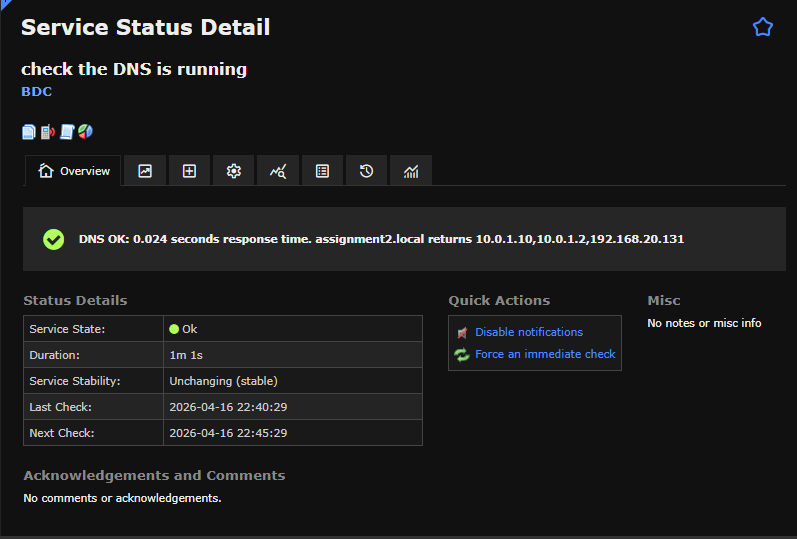 Service Status Detail
check the DNS is running
BDC
Overview
DNS OK: 0.024 seconds response time. assignment2.local returns 10.0.1.10,10.0.1.2,192.168.20.131
Status Details
Service State: Ok
Duration: 1m 1s
Service Stability: Unchanging (stable)
Last Check: 2026-04-16 22:40:29
Next Check: 2026-04-16 22:45:29
Quick Actions
Disable notifications
Force an immediate check
Misc
No notes or misc info
Acknowledgements and Comments
No comments or acknowledgements.